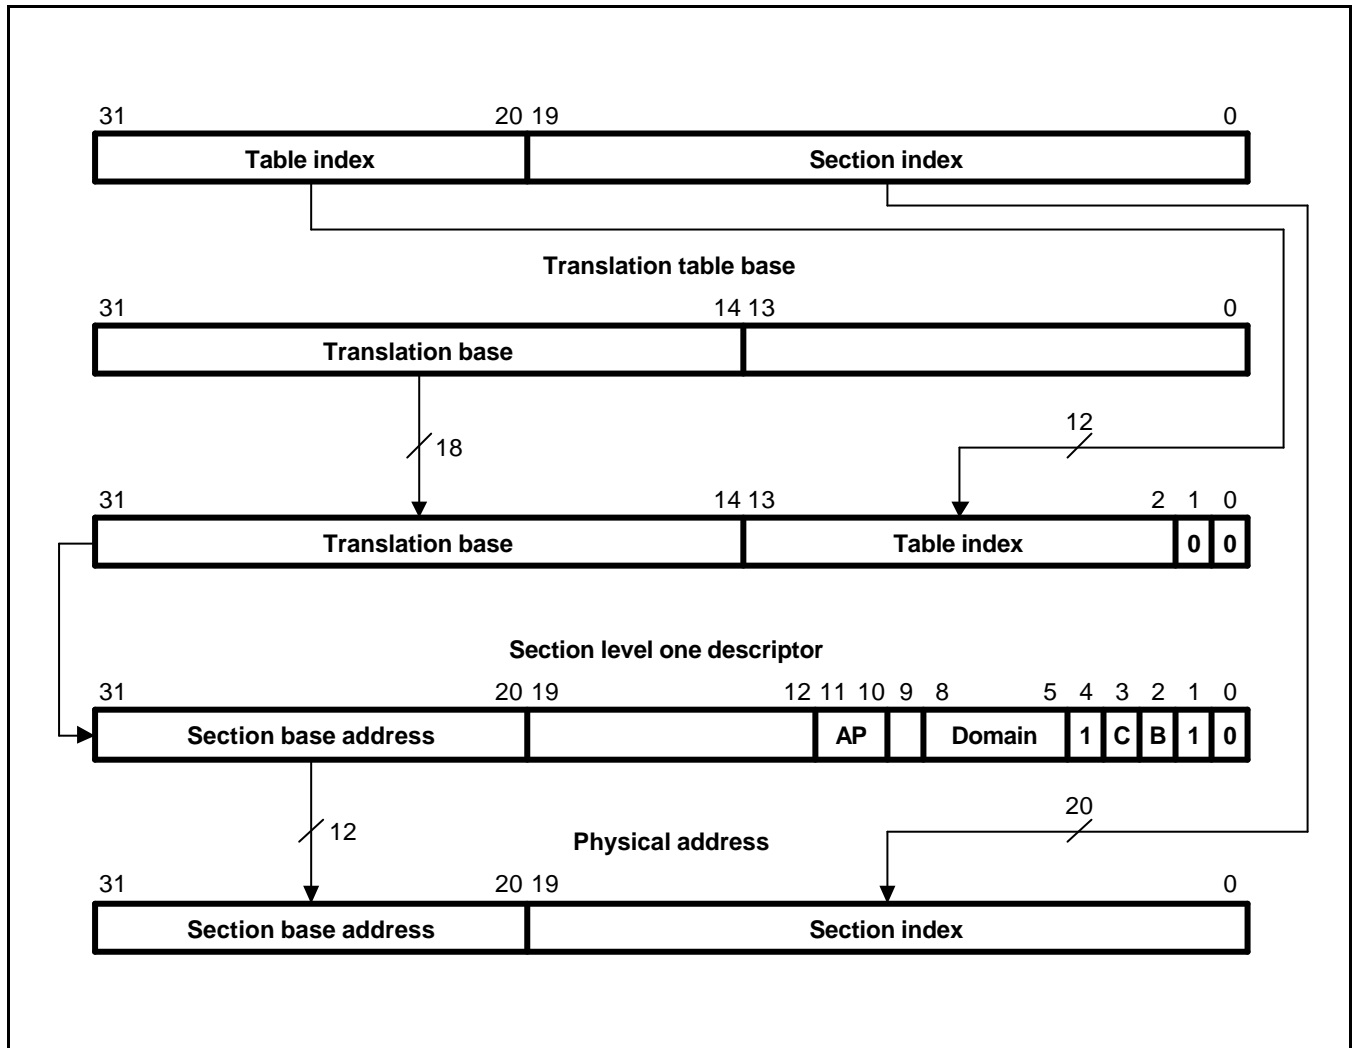 31 20 19 0
Table index Section index
Translation table base
31 14 13 0
Translation base
12
18
31 14 13 2 1 0
Translation base Table index 0 0
Section level one descriptor
31 20 19 12 11 10 9 8 5 4 3 2 1 0
Section base address AP Domain 1 C B 1 0
20
12
Physical address
31 20 19 0
Section base address Section index